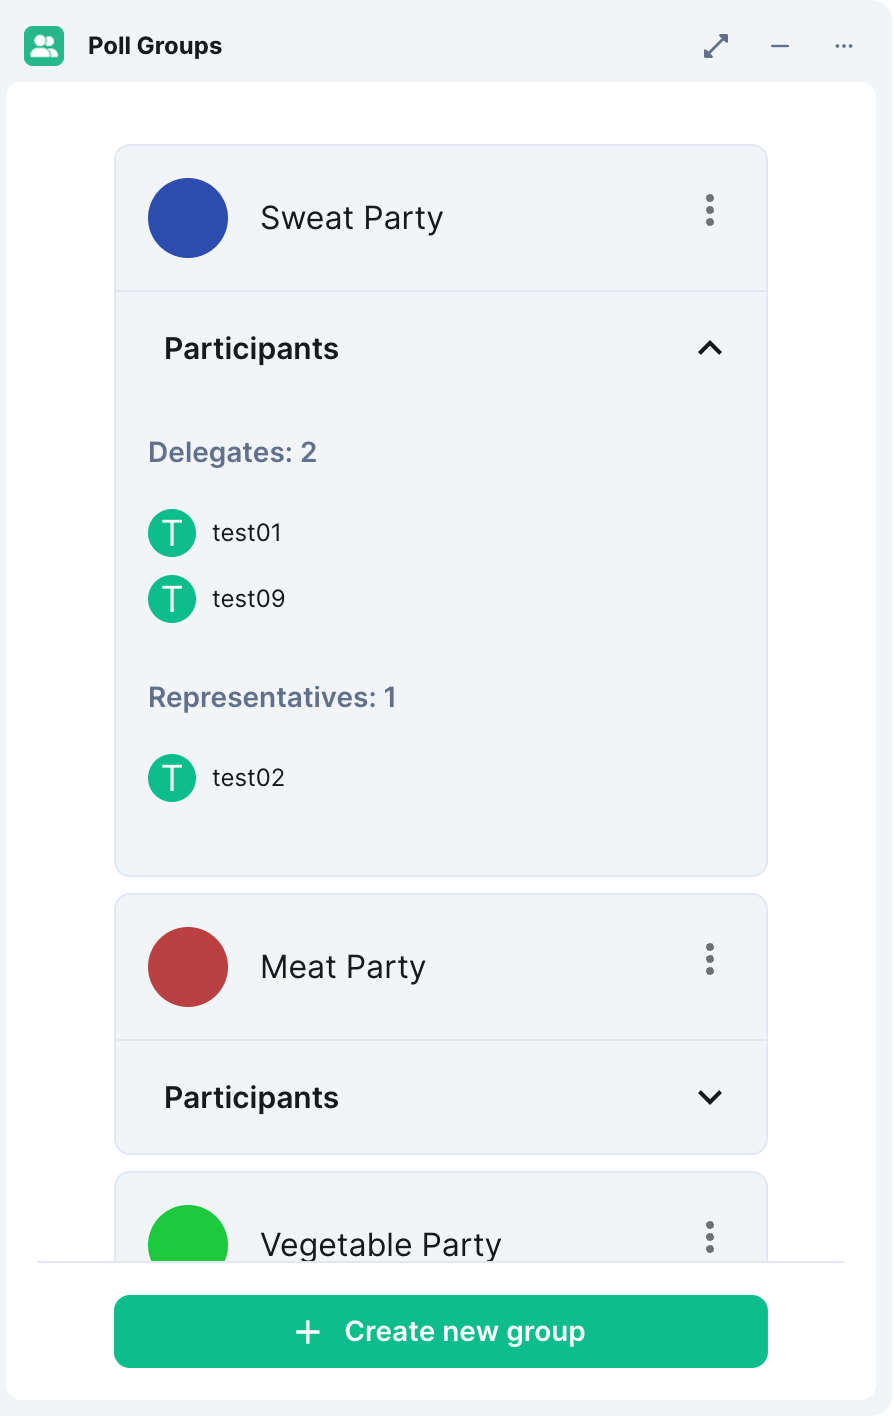 Poll Groups
Sweat Party
Participants
Delegates: 2
T test01
T test09
Representatives: 1
T test02
Meat Party
Participants
Vegetable Party
+ Create new group